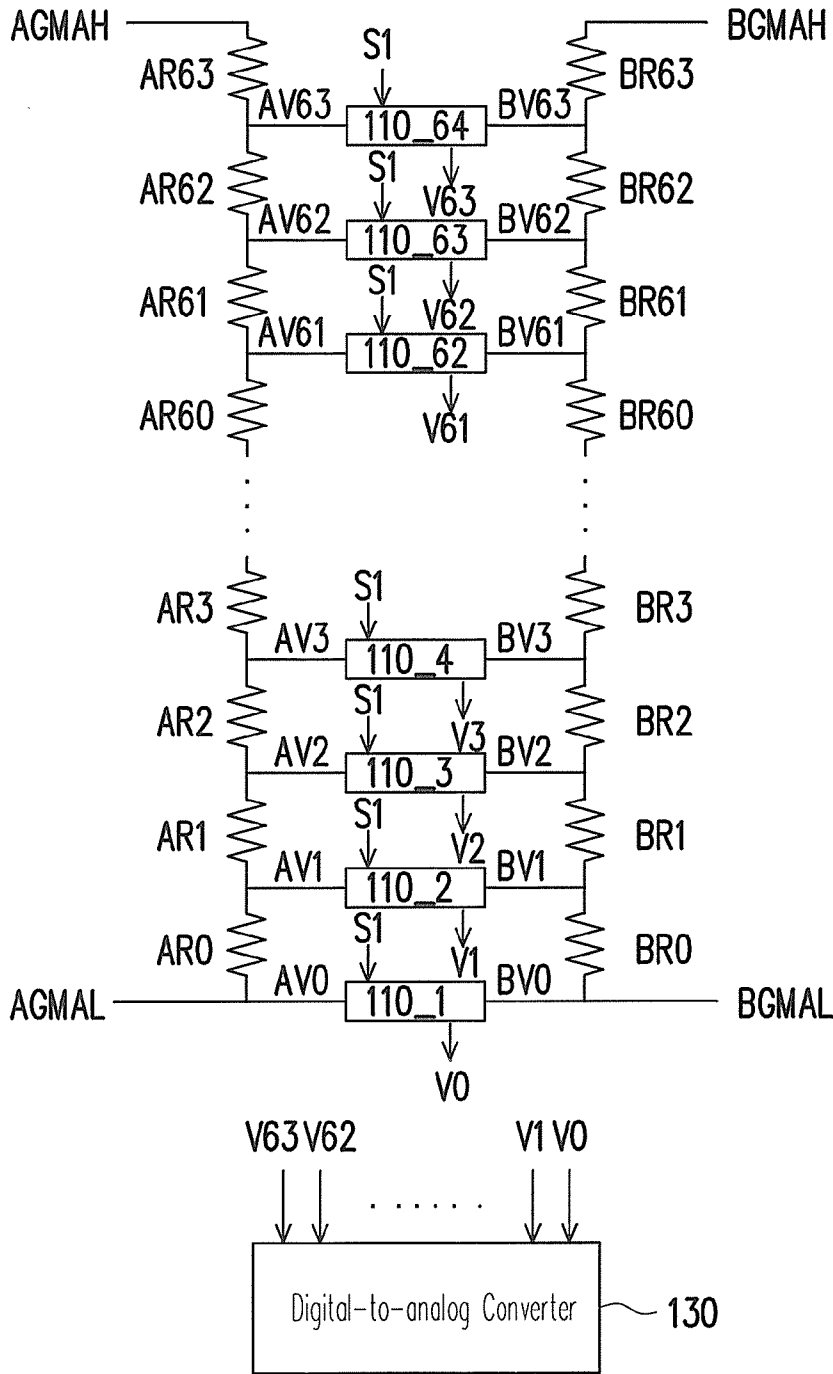 AGMAH BGMAH
S1
AR63 BR63
AV63 110_64 BV63
S1
AR62 V63 BR62
AV62 110_63 BV62
S1
AR61 V62 BR61
AV61 110_62 BV61
AR60 V61 BR60
S1
AR3 BR3
AV3 110_4 BV3
S1
AR2 V3 BR2
AV2 110_3 BV2
S1
AR1 V2 BR1
AV1 110_2 BV1
S1
AR0 V1 BR0
AGMAL AV0 110_1 BV0 BGMAL
V0
V63 V62 ...... V1 V0
Digital-to-analog Converter 130